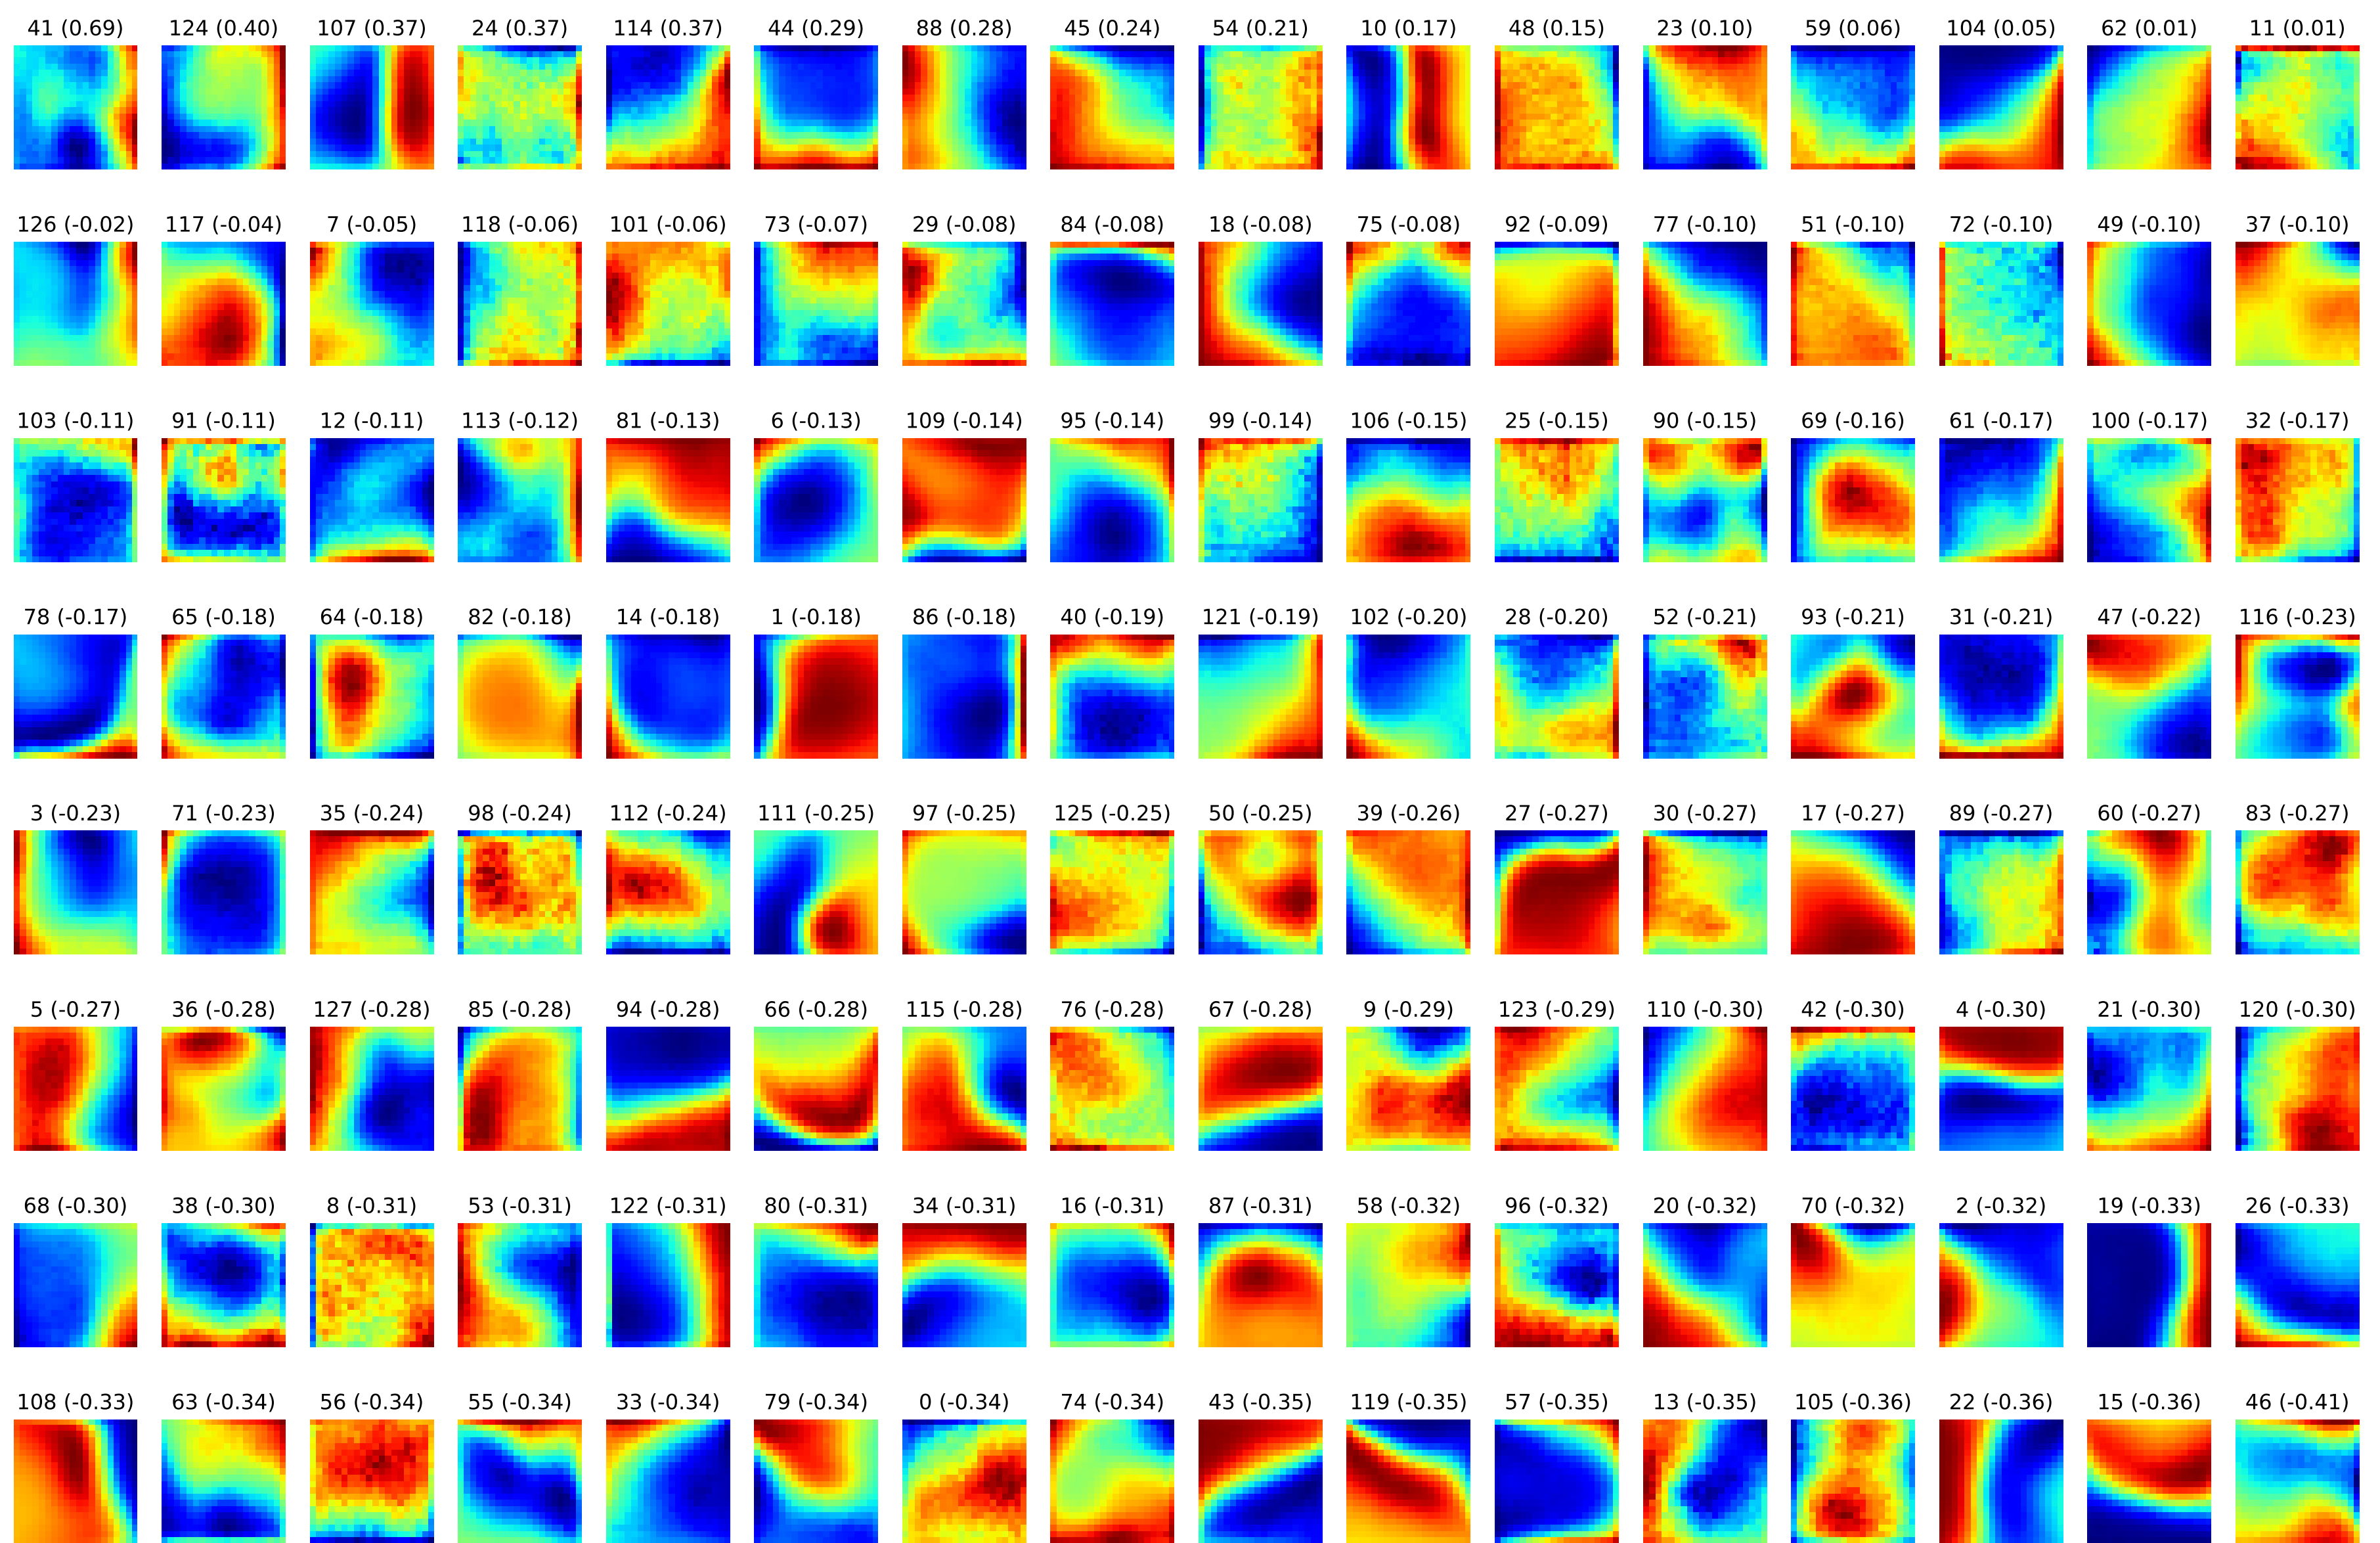 41 (0.69) 124 (0.40) 107 (0.37) 24 (0.37) 114 (0.37) 44 (0.29) 88 (0.28) 45 (0.24) 54 (0.21) 10 (0.17) 48 (0.15) 23 (0.10) 59 (0.06) 104 (0.05) 62 (0.01) 11 (0.01)
126 (-0.02) 117 (-0.04) 7 (-0.05) 118 (-0.06) 101 (-0.06) 73 (-0.07) 29 (-0.08) 84 (-0.08) 18 (-0.08) 75 (-0.08) 92 (-0.09) 77 (-0.10) 51 (-0.10) 72 (-0.10) 49 (-0.10) 37 (-0.10)
103 (-0.11) 91 (-0.11) 12 (-0.11) 113 (-0.12) 81 (-0.13) 6 (-0.13) 109 (-0.14) 95 (-0.14) 99 (-0.14) 106 (-0.15) 25 (-0.15) 90 (-0.15) 69 (-0.16) 61 (-0.17) 100 (-0.17) 32 (-0.17)
78 (-0.17) 65 (-0.18) 64 (-0.18) 82 (-0.18) 14 (-0.18) 1 (-0.18) 86 (-0.18) 40 (-0.19) 121 (-0.19) 102 (-0.20) 28 (-0.20) 52 (-0.21) 93 (-0.21) 31 (-0.21) 47 (-0.22) 116 (-0.23)
3 (-0.23) 71 (-0.23) 35 (-0.24) 98 (-0.24) 112 (-0.24) 111 (-0.25) 97 (-0.25) 125 (-0.25) 50 (-0.25) 39 (-0.26) 27 (-0.27) 30 (-0.27) 17 (-0.27) 89 (-0.27) 60 (-0.27) 83 (-0.27)
5 (-0.27) 36 (-0.28) 127 (-0.28) 85 (-0.28) 94 (-0.28) 66 (-0.28) 115 (-0.28) 76 (-0.28) 67 (-0.28) 9 (-0.29) 123 (-0.29) 110 (-0.30) 42 (-0.30) 4 (-0.30) 21 (-0.30) 120 (-0.30)
68 (-0.30) 38 (-0.30) 8 (-0.31) 53 (-0.31) 122 (-0.31) 80 (-0.31) 34 (-0.31) 16 (-0.31) 87 (-0.31) 58 (-0.32) 96 (-0.32) 20 (-0.32) 70 (-0.32) 2 (-0.32) 19 (-0.33) 26 (-0.33)
108 (-0.33) 63 (-0.34) 56 (-0.34) 55 (-0.34) 33 (-0.34) 79 (-0.34) 0 (-0.34) 74 (-0.34) 43 (-0.35) 119 (-0.35) 57 (-0.35) 13 (-0.35) 105 (-0.36) 22 (-0.36) 15 (-0.36) 46 (-0.41)